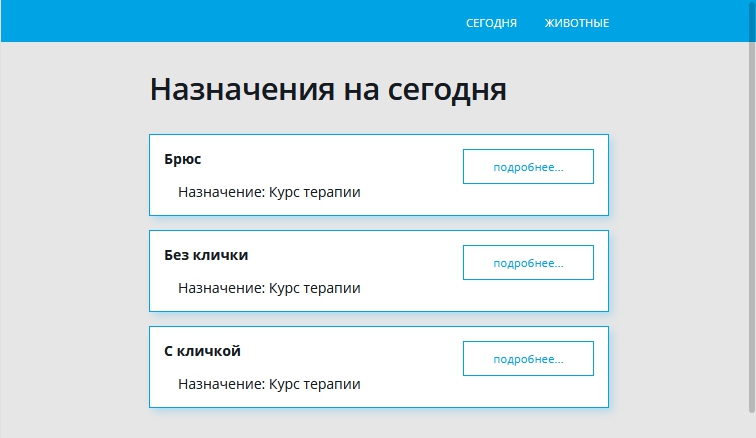 СЕГОДНЯ ЖИВОТНЫЕ
Назначения на сегодня
Брюс
подробнее...
Назначение: Курс терапии
Без клички
подробнее...
Назначение: Курс терапии
С кличкой
подробнее...
Назначение: Курс терапии